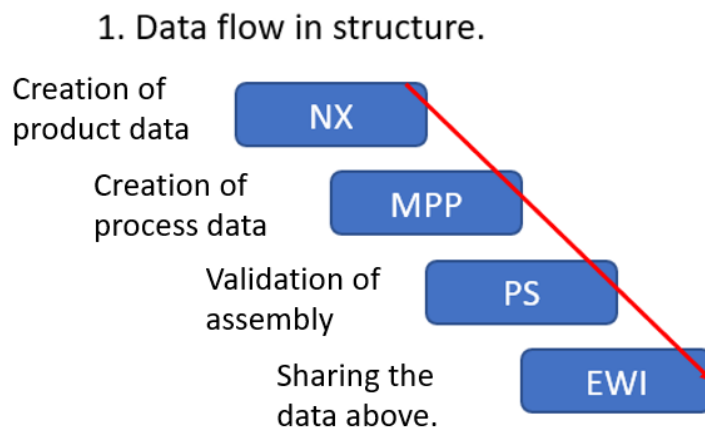 1. Data flow in structure.
Creation of
product data
NX
Creation of
process data
MPP
Validation of
assembly
PS
Sharing the
data above.
EWI